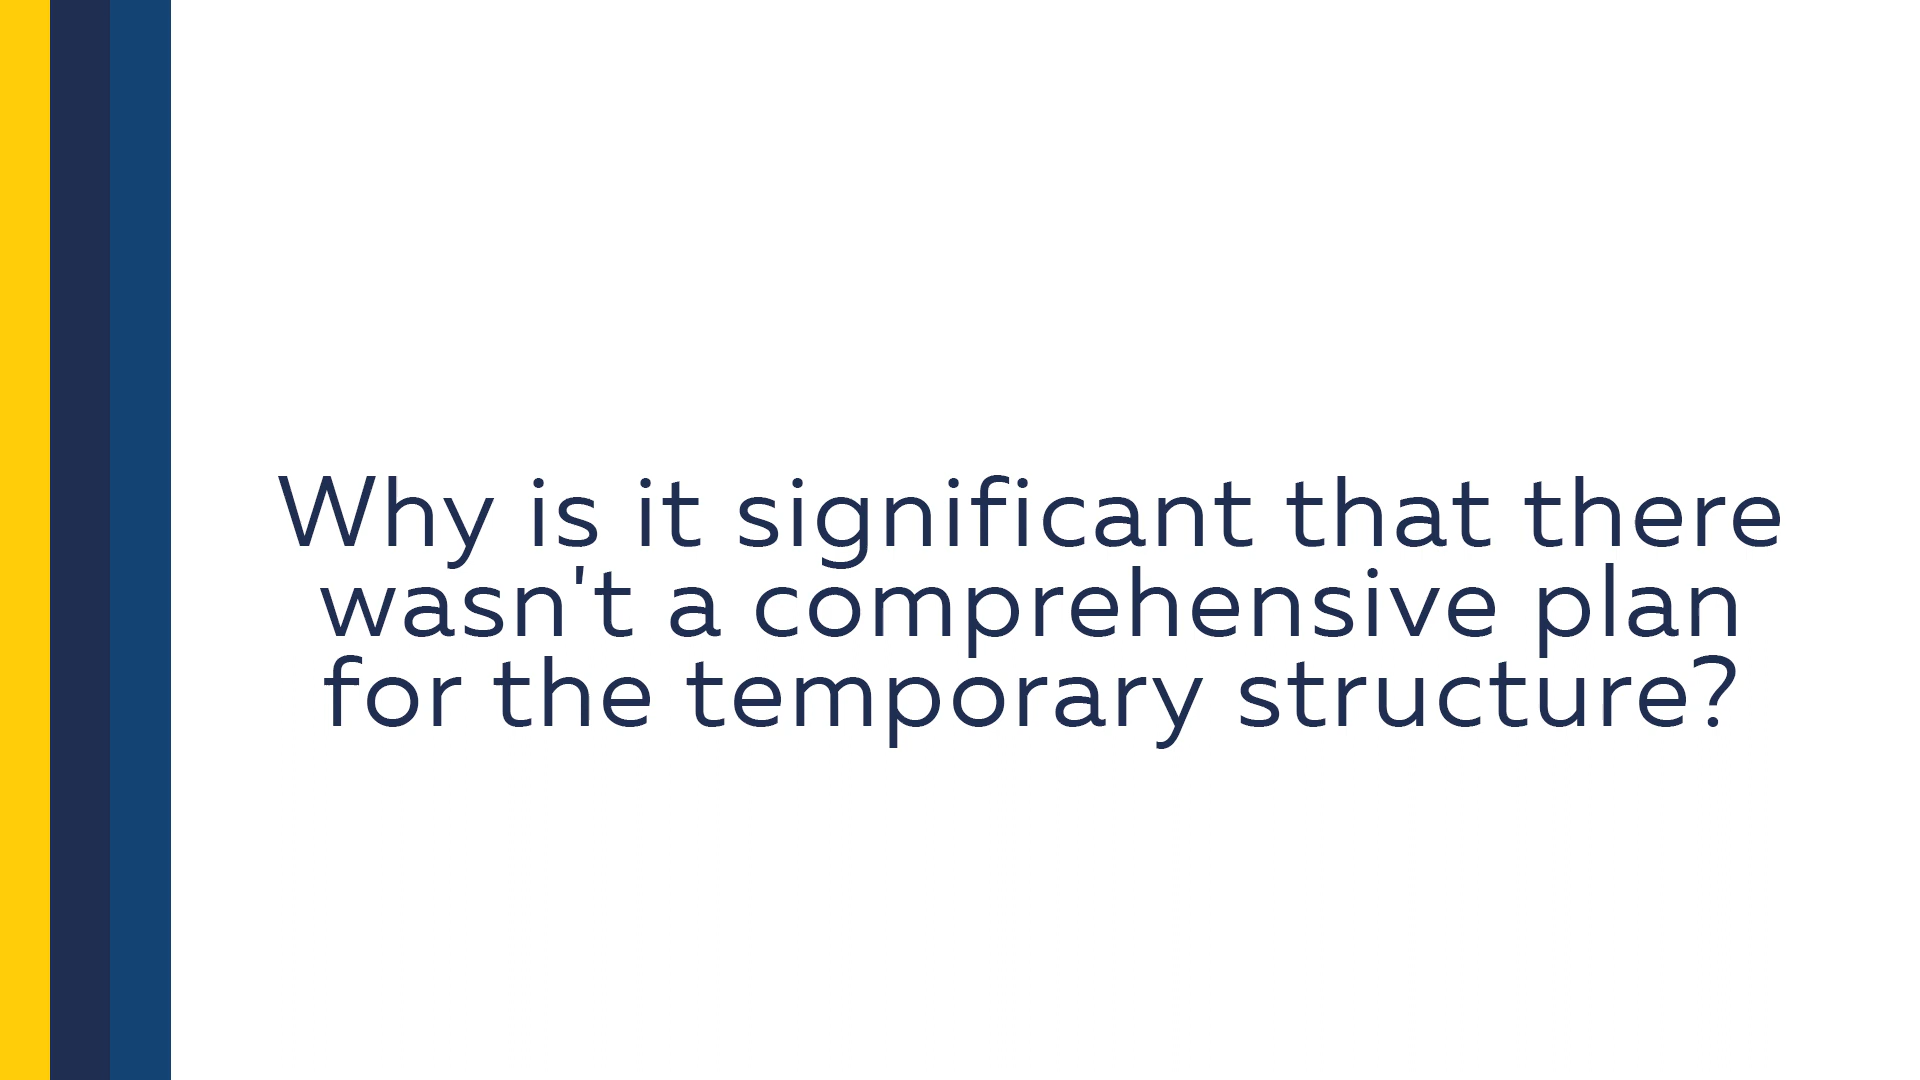 Why is it significant that there
wasn't a comprehensive plan
for the temporary structure?